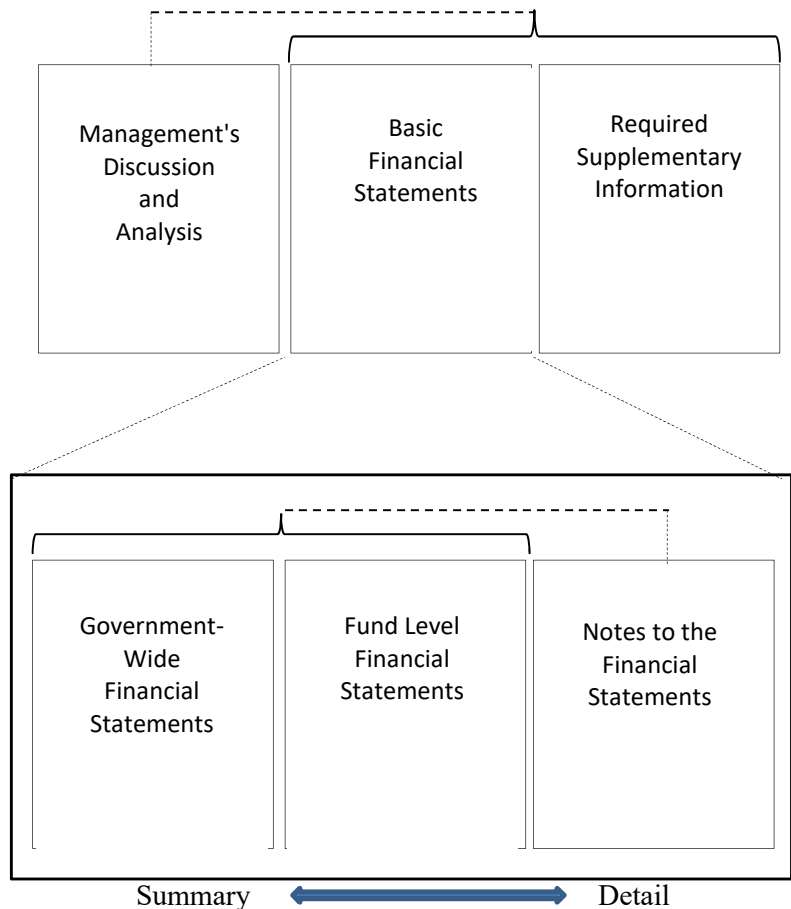 Management's
Discussion
and
Analysis
Basic
Financial
Statements
Required
Supplementary
Information
Government-
Wide
Financial
Statements
Fund Level
Financial
Statements
Notes to the
Financial
Statements
Summary
Detail